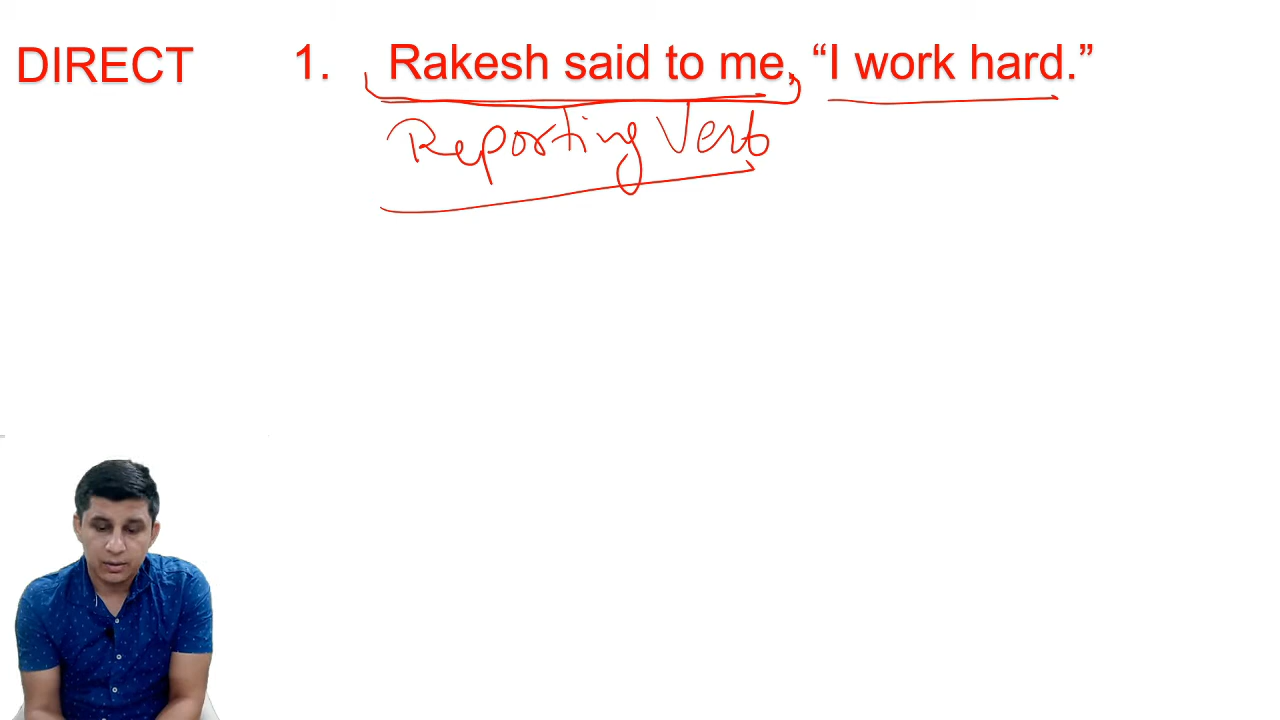 DIRECT 1. Rakesh said to me, “I work hard.”
Reporting Verb